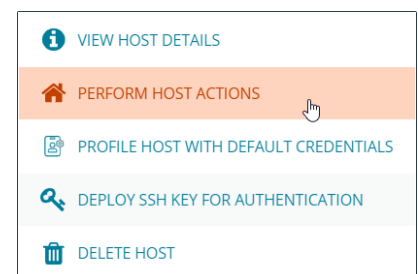 VIEW HOST DETAILS
PERFORM HOST ACTIONS
PROFILE HOST WITH DEFAULT CREDENTIALS
DEPLOY SSH KEY FOR AUTHENTICATION
DELETE HOST